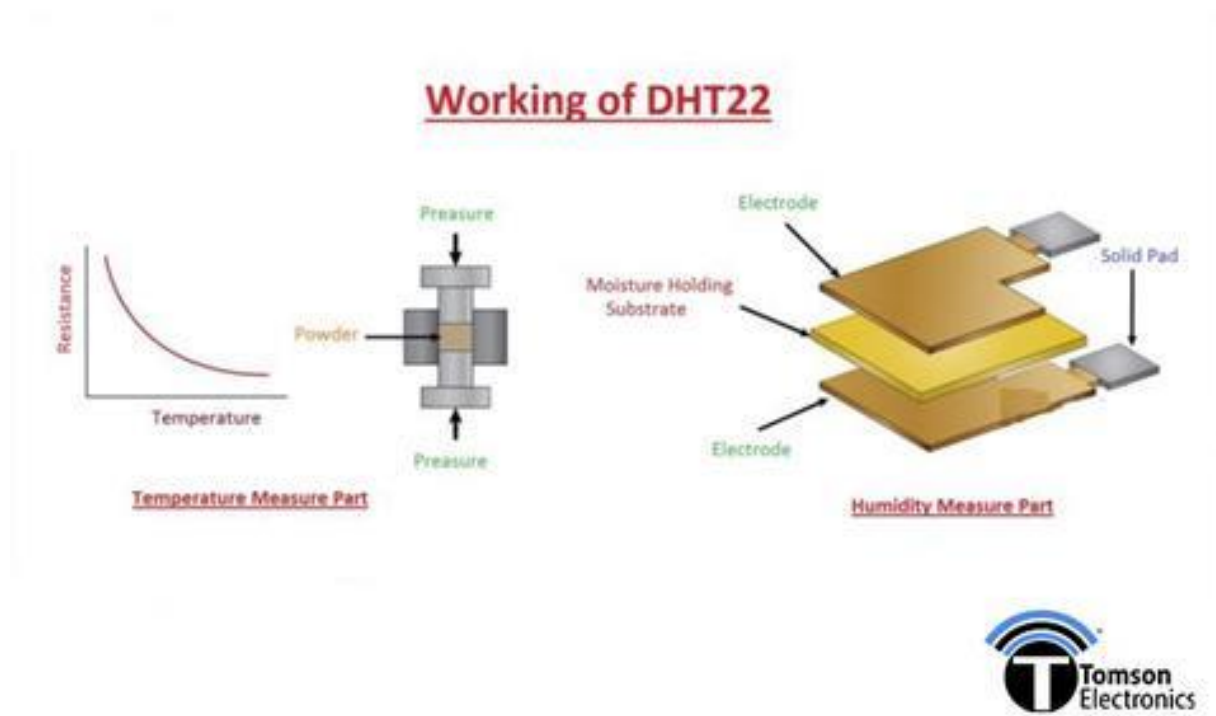 Working of DHT22
Preasure
Resistance
Powder
Temperature
Preasure
Temperature Measure Part
Electrode
Solid Pad
Moisture Holding
Substrate
Electrode
Humidity Measure Part
T
Tomson
Electronics